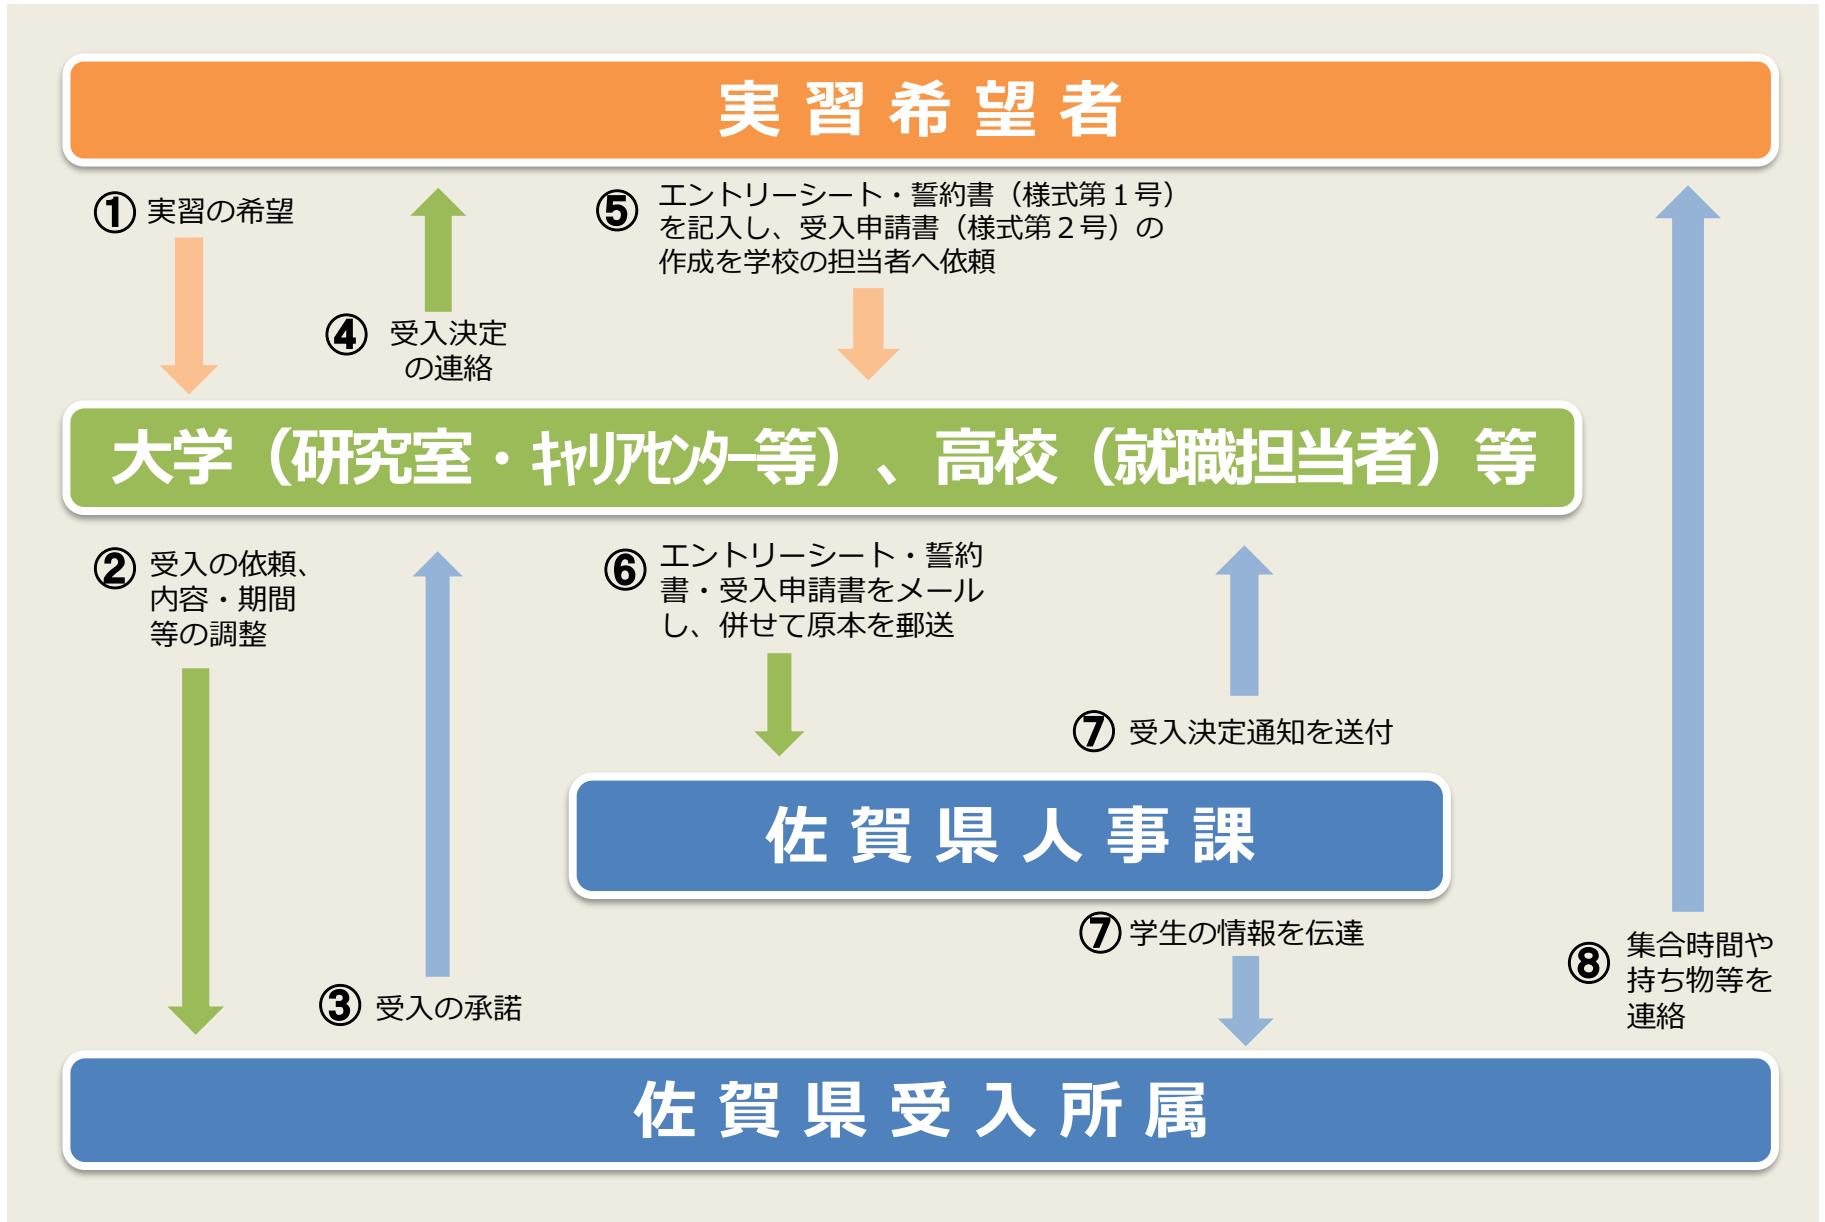 実習希望者
① 実習の希望
④ 受入決定
の連絡
⑤ エントリーシート・誓約書（様式第１号）
を記入し、受入申請書（様式第２号）の
作成を学校の担当者へ依頼
大学（研究室・ｷｬﾘｱｾﾝﾀｰ等）、高校（就職担当者）等
② 受入の依頼、
内容・期間
等の調整
③ 受入の承諾
⑥ エントリーシート・誓約
書・受入申請書をメール
し、併せて原本を郵送
⑦ 受入決定通知を送付
佐賀県人事課
⑦ 学生の情報を伝達
⑧ 集合時間や
持ち物等を
連絡
佐賀県受入所属